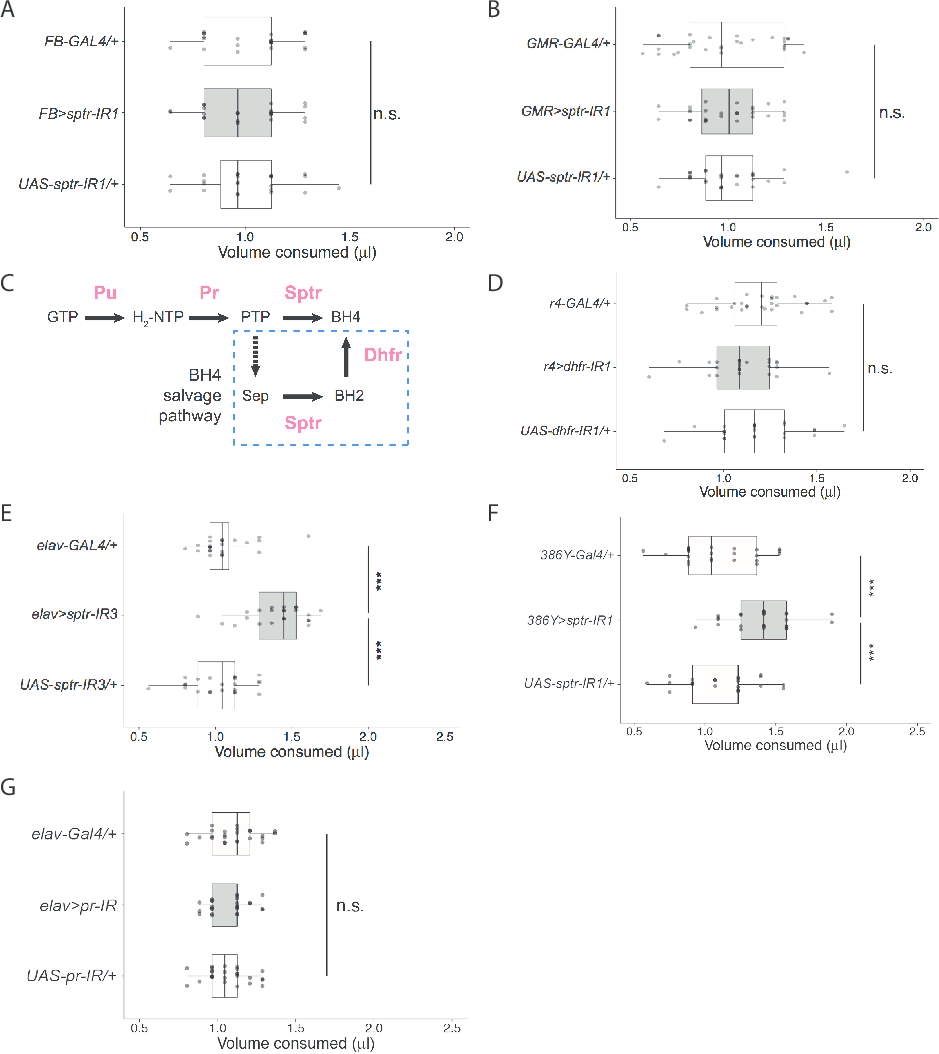 A
FB-GAL4/+
FB>sptr-IR1
UAS-sptr-IR1/+
n.s.
0.5 1.0 1.5 2.0
Volume consumed (µl)
B
GMR-GAL4/+
GMR>sptr-IR1
UAS-sptr-IR1/+
n.s.
0.5 1.0 1.5 2.0
Volume consumed (µl)
C
Pu Pr Sptr
GTP H2-NTP PTP BH4
Dhfr
BH4
salvage
pathway
Sep BH2
Sptr
D
r4-GAL4/+
r4>dhfr-IR1
UAS-dhfr-IR1/+
n.s.
0.5 1.0 1.5 2.0
Volume consumed (µl)
E
elav-GAL4/+
elav>sptr-IR3
UAS-sptr-IR3/+
***
***
0.5 1.0 1.5 2.0 2.5
Volume consumed (µl)
F
386Y-Gal4/+
386Y>sptr-IR1
UAS-sptr-IR1/+
***
***
0.5 1.0 1.5 2.0 2.5
Volume consumed (µl)
G
elav-Gal4/+
elav>pr-IR
UAS-pr-IR/+
n.s.
0.5 1.0 1.5 2.0 2.5
Volume consumed (µl)